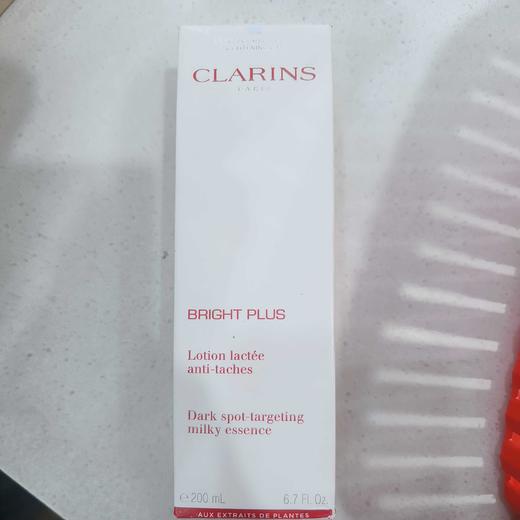 CLARINS
PARIS
BRIGHT PLUS
Lotion lactée
anti-taches
Dark spot-targeting
milky essence
℮ 200 mL 6.7 Fl. Oz.
AUX EXTRAITS DE PLANTES